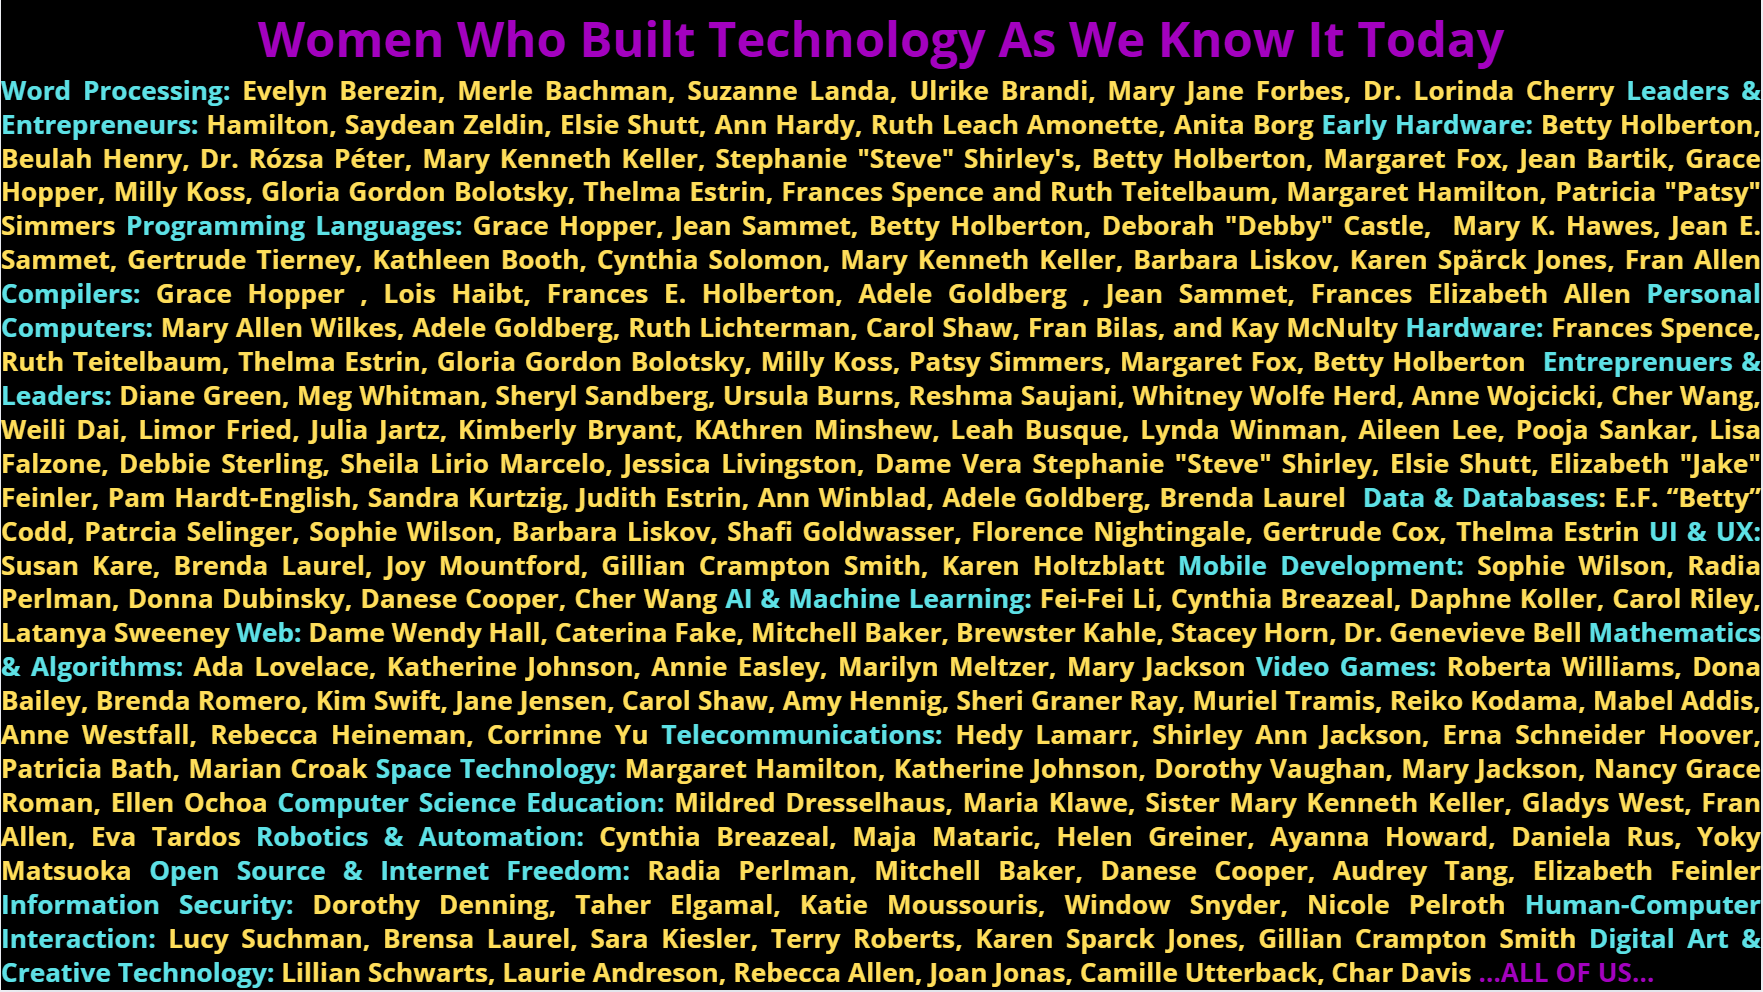 Women Who Built Technology As We Know It Today
Word Processing: Evelyn Berezin, Merle Bachman, Suzanne Landa, Ulrike Brandi, Mary Jane Forbes, Dr. Lorinda Cherry Leaders &
Entrepreneurs: Hamilton, Saydean Zeldin, Elsie Shutt, Ann Hardy, Ruth Leach Amonette, Anita Borg Early Hardware: Betty Holberton,
Beulah Henry, Dr. Rózsa Péter, Mary Kenneth Keller, Stephanie "Steve" Shirley's, Betty Holberton, Margaret Fox, Jean Bartik, Grace
Hopper, Milly Koss, Gloria Gordon Bolotsky, Thelma Estrin, Frances Spence and Ruth Teitelbaum, Margaret Hamilton, Patricia "Patsy"
Simmers Programming Languages: Grace Hopper, Jean Sammet, Betty Holberton, Deborah "Debby" Castle, Mary K. Hawes, Jean E.
Sammet, Gertrude Tierney, Kathleen Booth, Cynthia Solomon, Mary Kenneth Keller, Barbara Liskov, Karen Spärck Jones, Fran Allen
Compilers: Grace Hopper , Lois Haibt, Frances E. Holberton, Adele Goldberg , Jean Sammet, Frances Elizabeth Allen Personal
Computers: Mary Allen Wilkes, Adele Goldberg, Ruth Lichterman, Carol Shaw, Fran Bilas, and Kay McNulty Hardware: Frances Spence,
Ruth Teitelbaum, Thelma Estrin, Gloria Gordon Bolotsky, Milly Koss, Patsy Simmers, Margaret Fox, Betty Holberton Entreprenuers &
Leaders: Diane Green, Meg Whitman, Sheryl Sandberg, Ursula Burns, Reshma Saujani, Whitney Wolfe Herd, Anne Wojcicki, Cher Wang,
Weili Dai, Limor Fried, Julia Jartz, Kimberly Bryant, KAthren Minshew, Leah Busque, Lynda Winman, Aileen Lee, Pooja Sankar, Lisa
Falzone, Debbie Sterling, Sheila Lirio Marcelo, Jessica Livingston, Dame Vera Stephanie "Steve" Shirley, Elsie Shutt, Elizabeth "Jake"
Feinler, Pam Hardt-English, Sandra Kurtzig, Judith Estrin, Ann Winblad, Adele Goldberg, Brenda Laurel Data & Databases: E.F. “Betty”
Codd, Patrcia Selinger, Sophie Wilson, Barbara Liskov, Shafi Goldwasser, Florence Nightingale, Gertrude Cox, Thelma Estrin UI & UX:
Susan Kare, Brenda Laurel, Joy Mountford, Gillian Crampton Smith, Karen Holtzblatt Mobile Development: Sophie Wilson, Radia
Perlman, Donna Dubinsky, Danese Cooper, Cher Wang AI & Machine Learning: Fei-Fei Li, Cynthia Breazeal, Daphne Koller, Carol Riley,
Latanya Sweeney Web: Dame Wendy Hall, Caterina Fake, Mitchell Baker, Brewster Kahle, Stacey Horn, Dr. Genevieve Bell Mathematics
& Algorithms: Ada Lovelace, Katherine Johnson, Annie Easley, Marilyn Meltzer, Mary Jackson Video Games: Roberta Williams, Dona
Bailey, Brenda Romero, Kim Swift, Jane Jensen, Carol Shaw, Amy Hennig, Sheri Graner Ray, Muriel Tramis, Reiko Kodama, Mabel Addis,
Anne Westfall, Rebecca Heineman, Corrinne Yu Telecommunications: Hedy Lamarr, Shirley Ann Jackson, Erna Schneider Hoover,
Patricia Bath, Marian Croak Space Technology: Margaret Hamilton, Katherine Johnson, Dorothy Vaughan, Mary Jackson, Nancy Grace
Roman, Ellen Ochoa Computer Science Education: Mildred Dresselhaus, Maria Klawe, Sister Mary Kenneth Keller, Gladys West, Fran
Allen, Eva Tardos Robotics & Automation: Cynthia Breazeal, Maja Mataric, Helen Greiner, Ayanna Howard, Daniela Rus, Yoky
Matsuoka Open Source & Internet Freedom: Radia Perlman, Mitchell Baker, Danese Cooper, Audrey Tang, Elizabeth Feinler
Information Security: Dorothy Denning, Taher Elgamal, Katie Moussouris, Window Snyder, Nicole Pelroth Human-Computer
Interaction: Lucy Suchman, Brensa Laurel, Sara Kiesler, Terry Roberts, Karen Sparck Jones, Gillian Crampton Smith Digital Art &
Creative Technology: Lillian Schwarts, Laurie Andreson, Rebecca Allen, Joan Jonas, Camille Utterback, Char Davis ...ALL OF US...